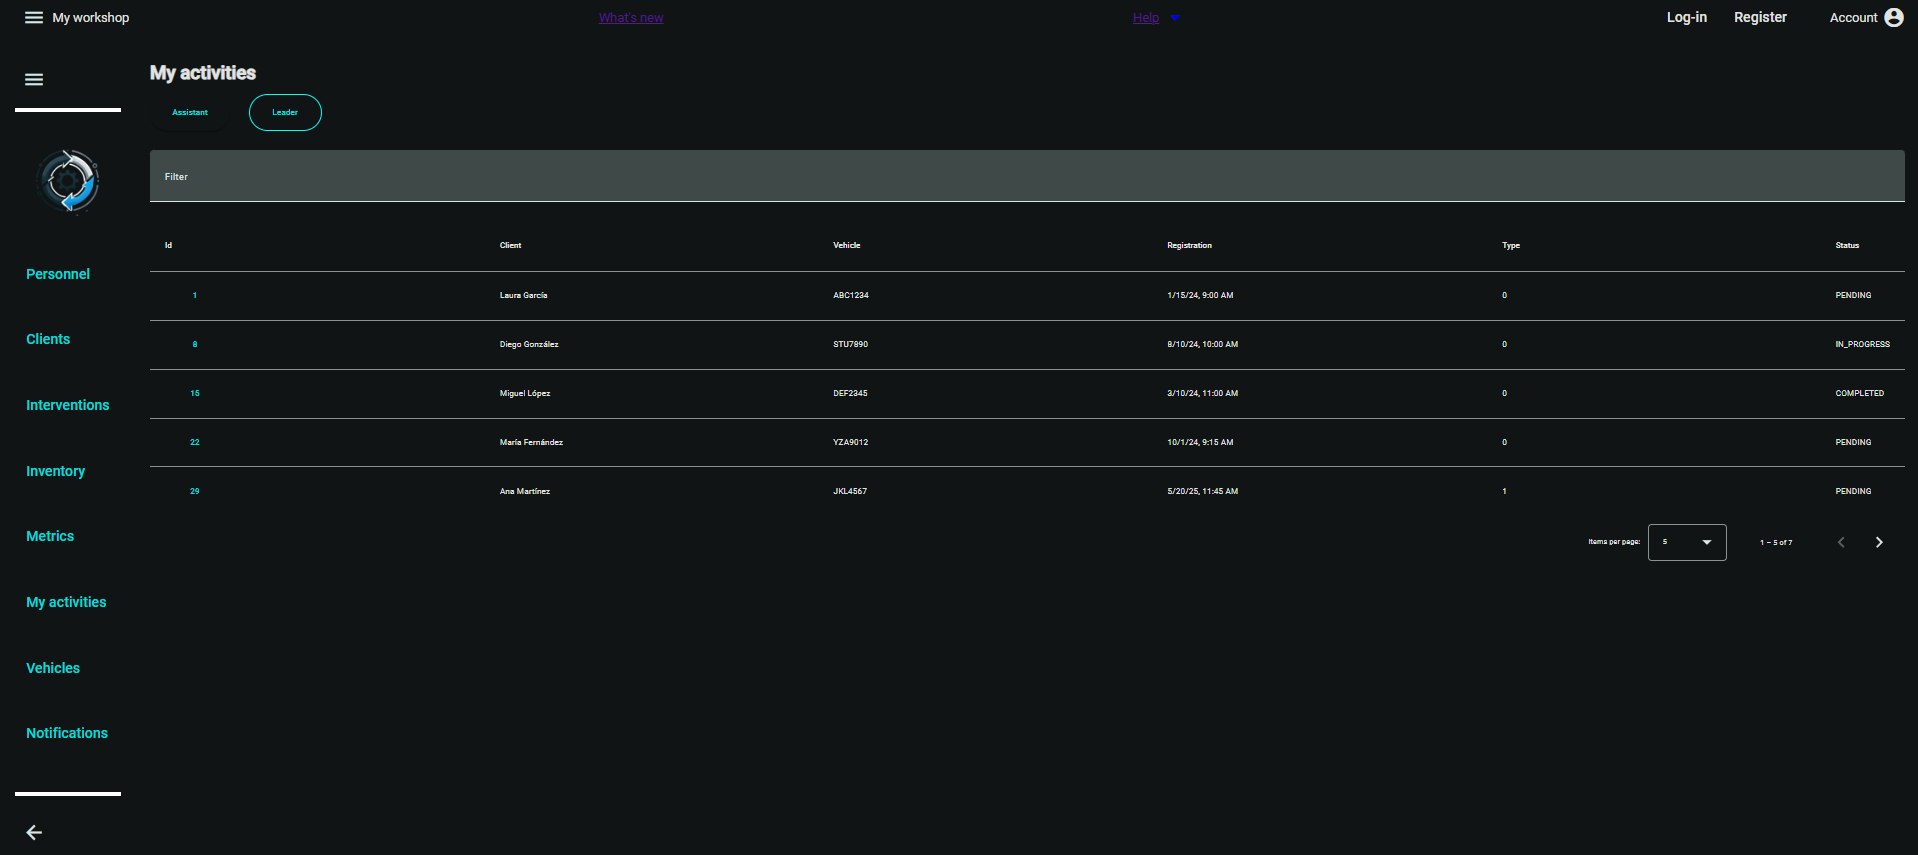 My workshop What's new Help Log-in Register Account
My activities
Assistant Leader
Filter
Id Client Vehicle Registration Type Status
1 Laura García ABC1234 1/15/24, 9:00 AM 0 PENDING
8 Diego González STU7890 8/10/24, 10:00 AM 0 IN_PROGRESS
15 Miguel López DEF2345 3/10/24, 11:00 AM 0 COMPLETED
22 María Fernández YZA9012 10/1/24, 9:15 AM 0 PENDING
29 Ana Martínez JKL4567 5/20/25, 11:45 AM 1 PENDING
Items per page: 5 1 – 5 of 7
Personnel
Clients
Interventions
Inventory
Metrics
My activities
Vehicles
Notifications